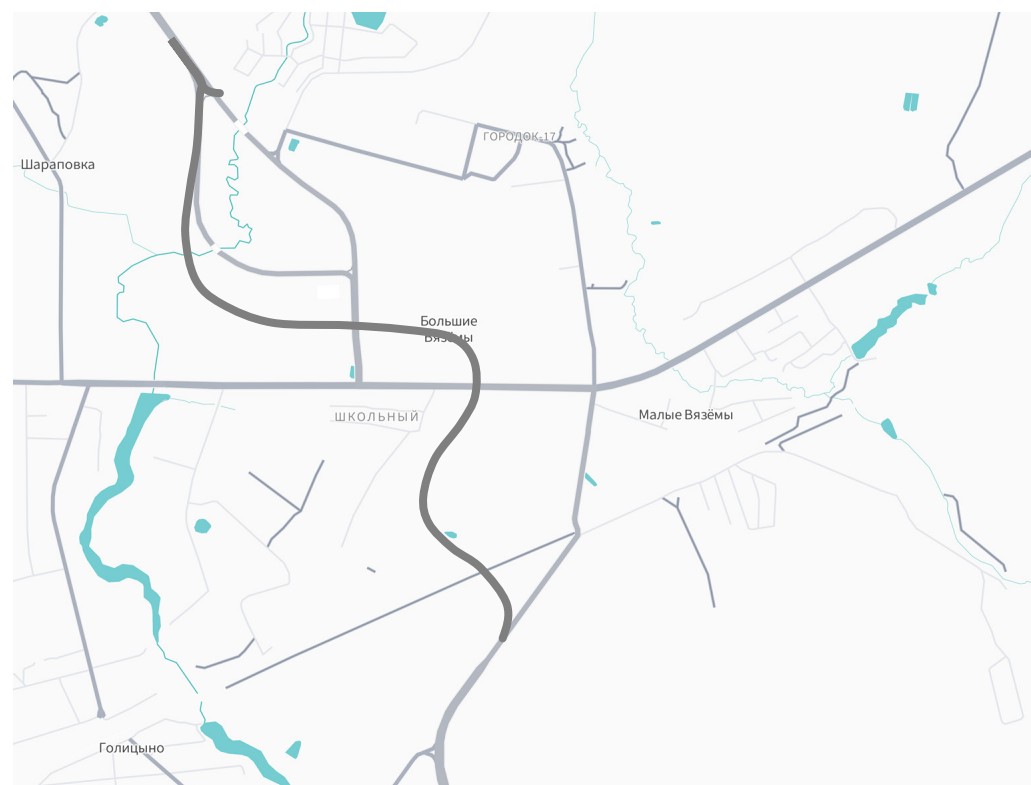 ГОРОДОК-17
Шараповка
Большие
Вязёмы
ШКОЛЬНЫЙ
Малые Вязёмы
Голицыно